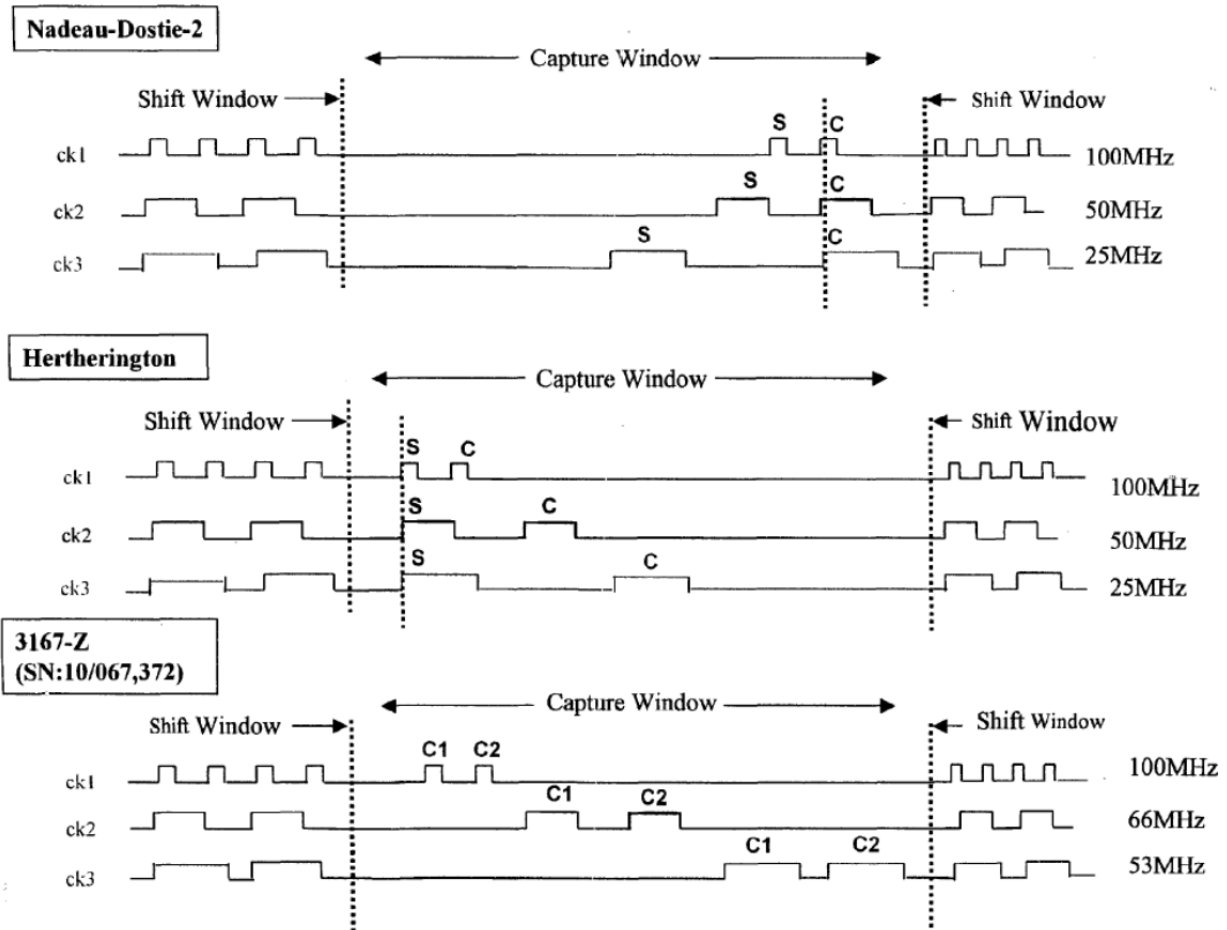 Nadeau-Dostie-2
Capture Window
Shift Window
Shift Window
S C
ck1 100MHz
S C
ck2 50MHz
S C
ck3 25MHz
Hertherington
Capture Window
Shift Window
Shift Window
S C
ck1 100MHz
S C
ck2 50MHz
S C
ck3 25MHz
3167-Z
(SN:10/067,372)
Capture Window
Shift Window
Shift Window
C1 C2
ck1 100MHz
C1 C2
ck2 66MHz
C1 C2
ck3 53MHz